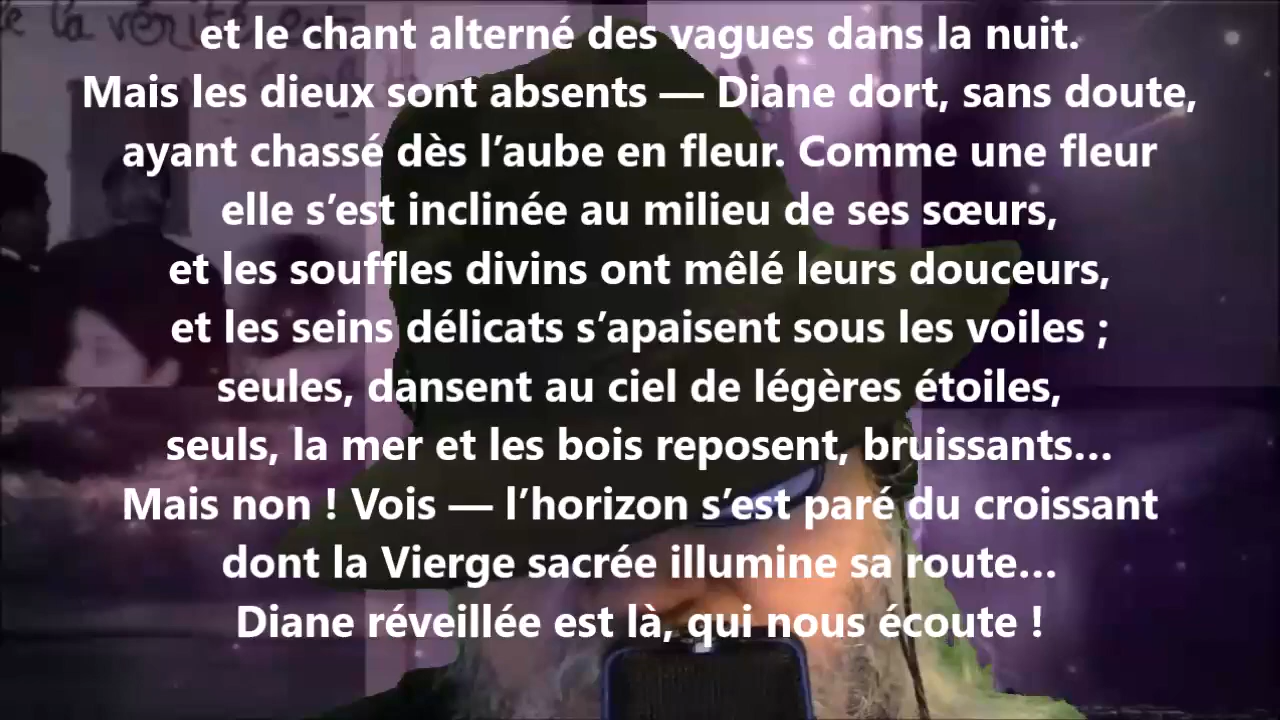 de la vérité est
et le chant alterné des vagues dans la nuit.
Mais les dieux sont absents — Diane dort, sans doute,
ayant chassé dès l’aube en fleur. Comme une fleur
elle s’est inclinée au milieu de ses sœurs,
et les souffles divins ont mêlé leurs douceurs,
et les seins délicats s’apaisent sous les voiles ;
seules, dansent au ciel de légères étoiles,
seuls, la mer et les bois reposent, bruissants…
Mais non ! Vois — l’horizon s’est paré du croissant
dont la Vierge sacrée illumine sa route…
Diane réveillée est là, qui nous écoute !